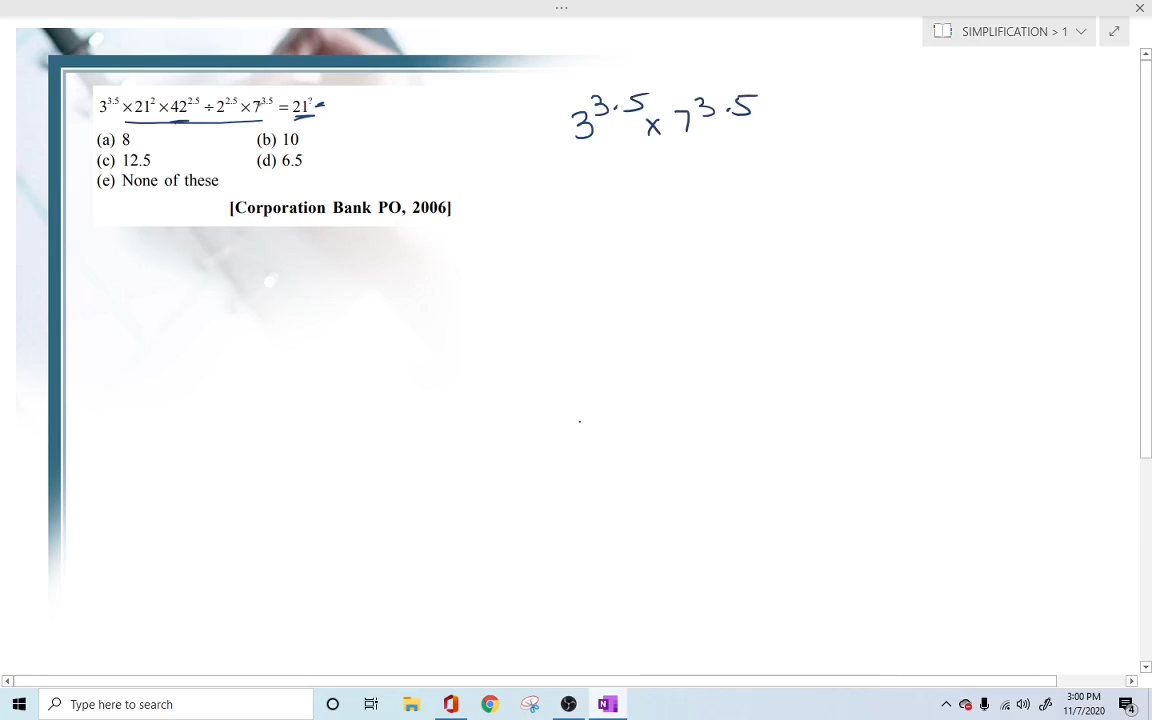 SIMPLIFICATION > 1
3^3.5 × 21^2 × 42^2.5 ÷ 2^2.5 × 7^3.5 = 21^?
3^3.5 x 7^3.5
(a) 8 (b) 10
(c) 12.5 (d) 6.5
(e) None of these
[Corporation Bank PO, 2006]
Type here to search
3:00 PM
11/7/2020
4